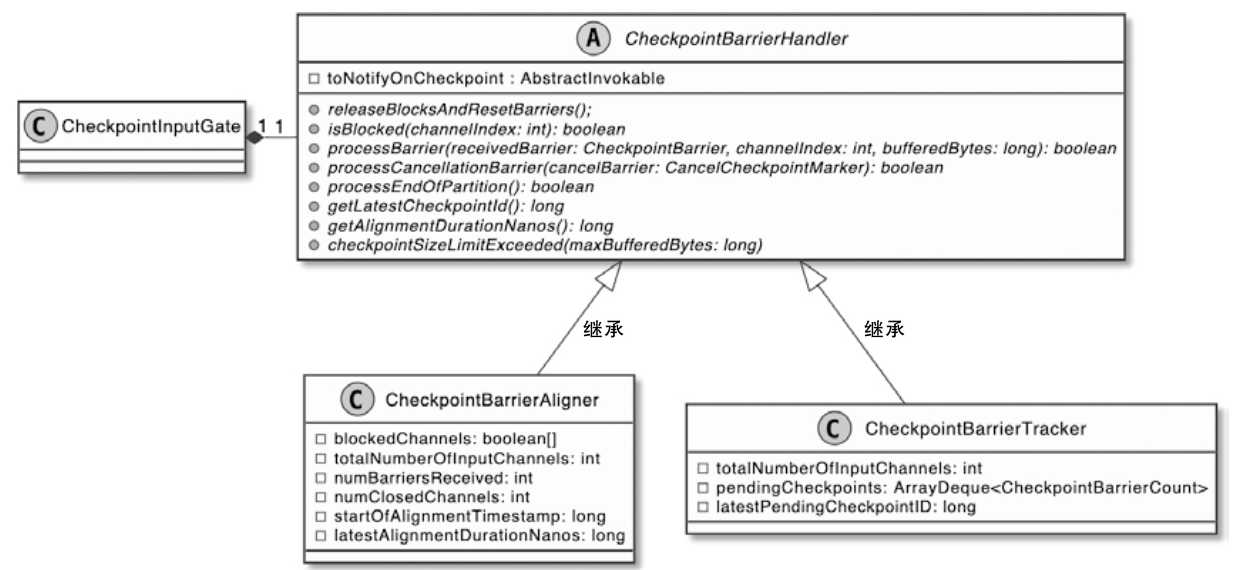 A CheckpointBarrierHandler
toNotifyOnCheckpoint : AbstractInvokable
releaseBlocksAndResetBarriers();
isBlocked(channelIndex: int): boolean
processBarrier(receivedBarrier: CheckpointBarrier, channelIndex: int, bufferedBytes: long): boolean
processCancellationBarrier(cancelBarrier: CancelCheckpointMarker): boolean
processEndOfPartition(): boolean
getLatestCheckpointId(): long
getAlignmentDurationNanos(): long
checkpointSizeLimitExceeded(maxBufferedBytes: long)
C CheckpointInputGate
1 1
继承
继承
C CheckpointBarrierAligner
blockedChannels: boolean[]
totalNumberOfInputChannels: int
numBarriersReceived: int
numClosedChannels: int
startOfAlignmentTimestamp: long
latestAlignmentDurationNanos: long
C CheckpointBarrierTracker
totalNumberOfInputChannels: int
pendingCheckpoints: ArrayDeque<CheckpointBarrierCount>
latestPendingCheckpointID: long